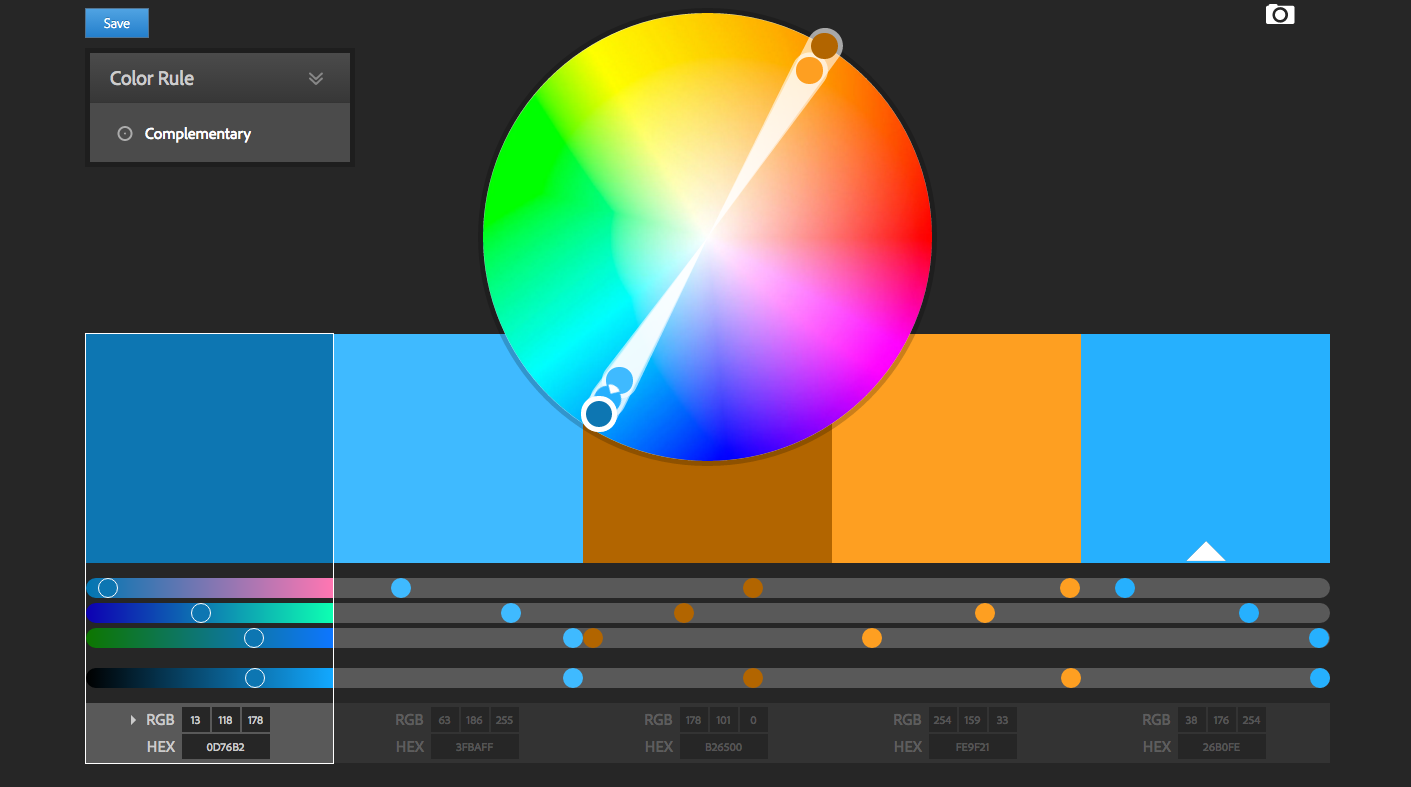 Save
Color Rule
Complementary
RGB 13 118 178
HEX 0D76B2
RGB 63 186 255
HEX 3FBAFF
RGB 178 101 0
HEX B26500
RGB 254 159 33
HEX FE9F21
RGB 38 176 254
HEX 26B0FE